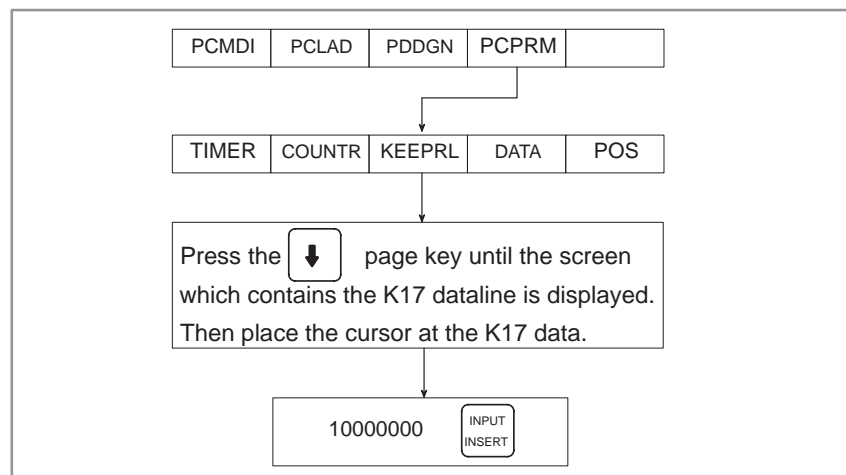 PCMDI PCLAD PDDGN PCPRM
TIMER COUNTR KEEPRL DATA POS
Press the page key until the screen
which contains the K17 dataline is displayed.
Then place the cursor at the K17 data.
10000000 INPUT
INSERT